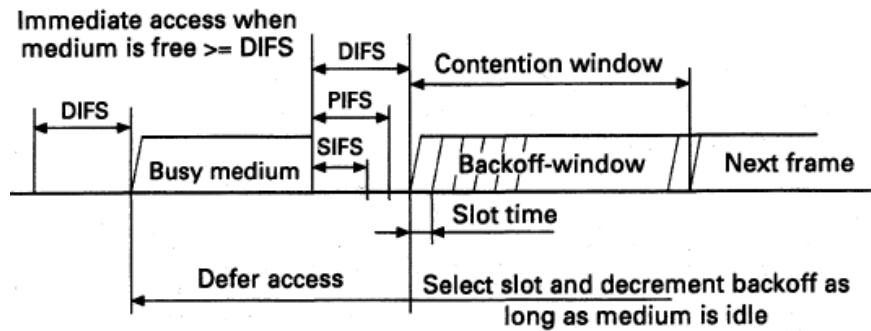 Immediate access when
medium is free >= DIFS
DIFS
Contention window
DIFS
PIFS
SIFS
Busy medium
Backoff-window
Next frame
Slot time
Defer access
Select slot and decrement backoff as
long as medium is idle